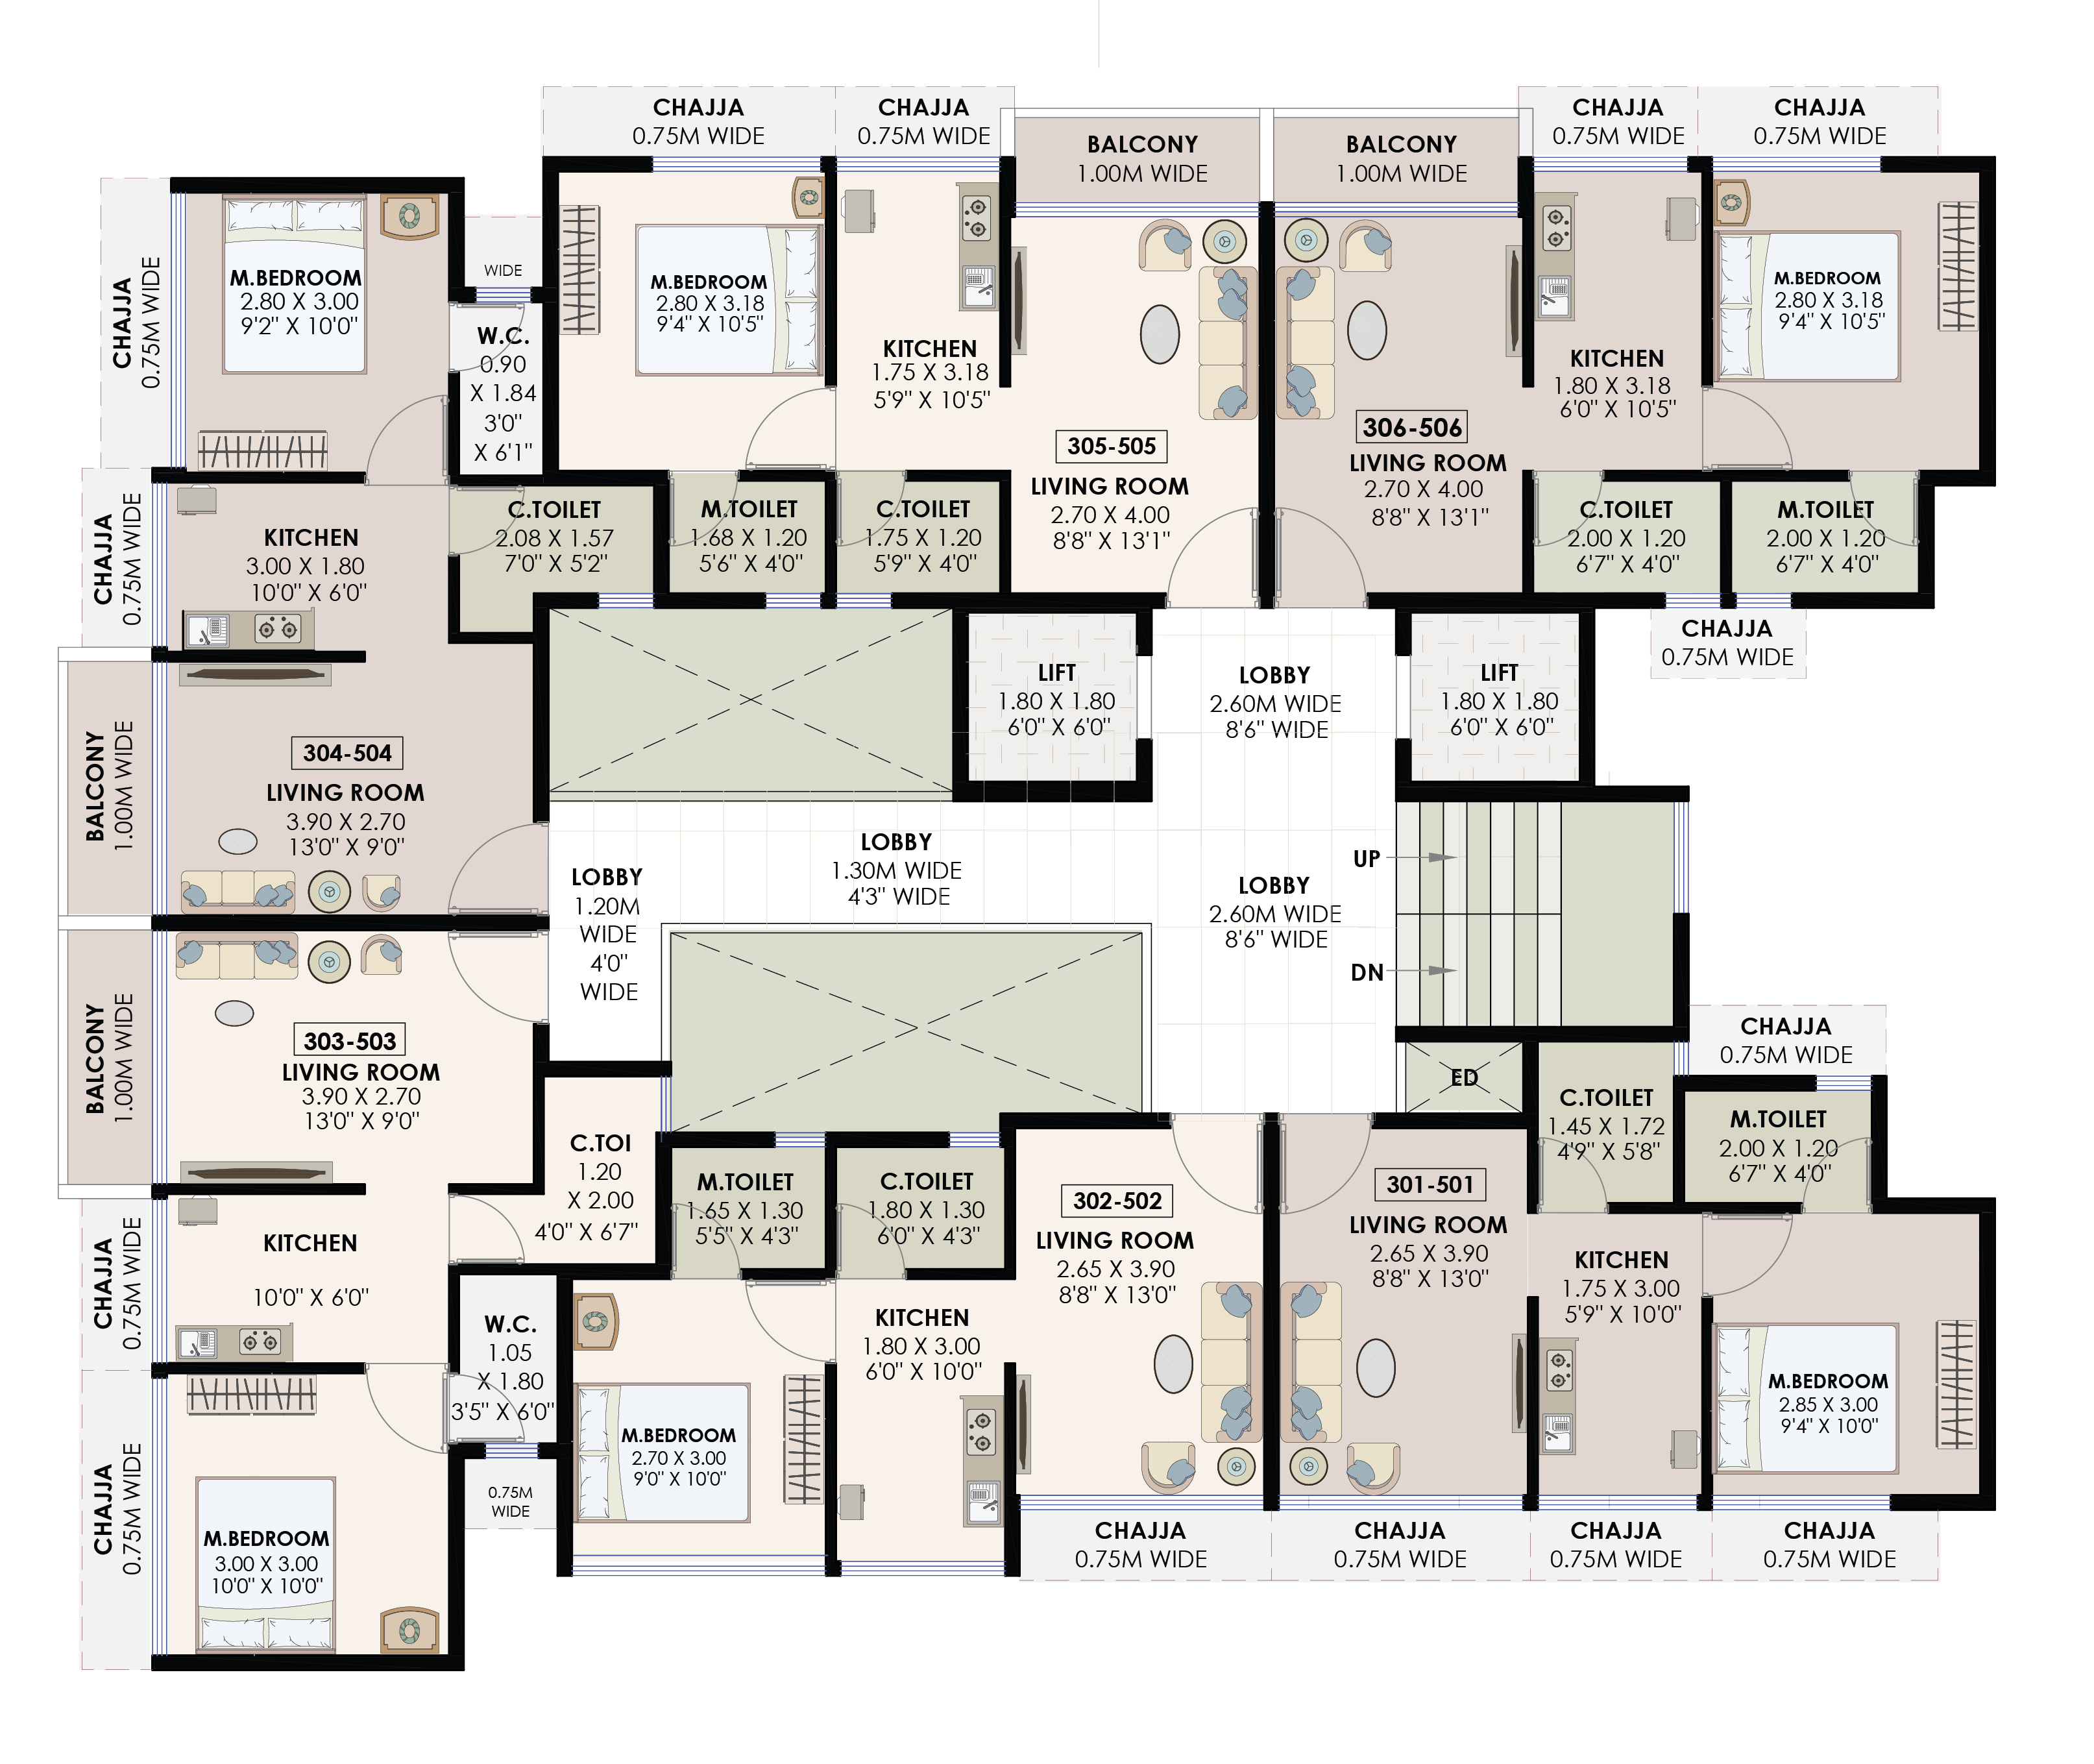 CHAJJA
0.75M WIDE
CHAJJA
0.75M WIDE
BALCONY
1.00M WIDE
BALCONY
1.00M WIDE
CHAJJA
0.75M WIDE
CHAJJA
0.75M WIDE
CHAJJA
0.75M WIDE
M.BEDROOM
2.80 X 3.00
9'2" X 10'0"
WIDE
W.C.
0.90
X 1.84
3'0"
X 6'1"
M.BEDROOM
2.80 X 3.18
9'4" X 10'5"
KITCHEN
1.75 X 3.18
5'9" X 10'5"
305-505
LIVING ROOM
2.70 X 4.00
8'8" X 13'1"
306-506
LIVING ROOM
2.70 X 4.00
8'8" X 13'1"
KITCHEN
1.80 X 3.18
6'0" X 10'5"
M.BEDROOM
2.80 X 3.18
9'4" X 10'5"
CHAJJA
0.75M WIDE
KITCHEN
3.00 X 1.80
10'0" X 6'0"
C.TOILET
2.08 X 1.57
7'0" X 5'2"
M.TOILET
1.68 X 1.20
5'6" X 4'0"
C.TOILET
1.75 X 1.20
5'9" X 4'0"
C.TOILET
2.00 X 1.20
6'7" X 4'0"
M.TOILET
2.00 X 1.20
6'7" X 4'0"
CHAJJA
0.75M WIDE
LIFT
1.80 X 1.80
6'0" X 6'0"
LOBBY
2.60M WIDE
8'6" WIDE
LIFT
1.80 X 1.80
6'0" X 6'0"
BALCONY
1.00M WIDE
304-504
LIVING ROOM
3.90 X 2.70
13'0" X 9'0"
LOBBY
1.20M
WIDE
4'0"
WIDE
LOBBY
1.30M WIDE
4'3" WIDE
LOBBY
2.60M WIDE
8'6" WIDE
UP
DN
BALCONY
1.00M WIDE
303-503
LIVING ROOM
3.90 X 2.70
13'0" X 9'0"
CHAJJA
0.75M WIDE
ED
C.TOILET
1.45 X 1.72
4'9" X 5'8"
M.TOILET
2.00 X 1.20
6'7" X 4'0"
C.TOI
1.20
X 2.00
4'0" X 6'7"
M.TOILET
1.65 X 1.30
5'5" X 4'3"
C.TOILET
1.80 X 1.30
6'0" X 4'3"
302-502
LIVING ROOM
2.65 X 3.90
8'8" X 13'0"
301-501
LIVING ROOM
2.65 X 3.90
8'8" X 13'0"
KITCHEN
1.75 X 3.00
5'9" X 10'0"
CHAJJA
0.75M WIDE
KITCHEN
10'0" X 6'0"
W.C.
1.05
X 1.80
3'5" X 6'0"
KITCHEN
1.80 X 3.00
6'0" X 10'0"
M.BEDROOM
2.70 X 3.00
9'0" X 10'0"
M.BEDROOM
2.85 X 3.00
9'4" X 10'0"
CHAJJA
0.75M WIDE
M.BEDROOM
3.00 X 3.00
10'0" X 10'0"
0.75M
WIDE
CHAJJA
0.75M WIDE
CHAJJA
0.75M WIDE
CHAJJA
0.75M WIDE
CHAJJA
0.75M WIDE